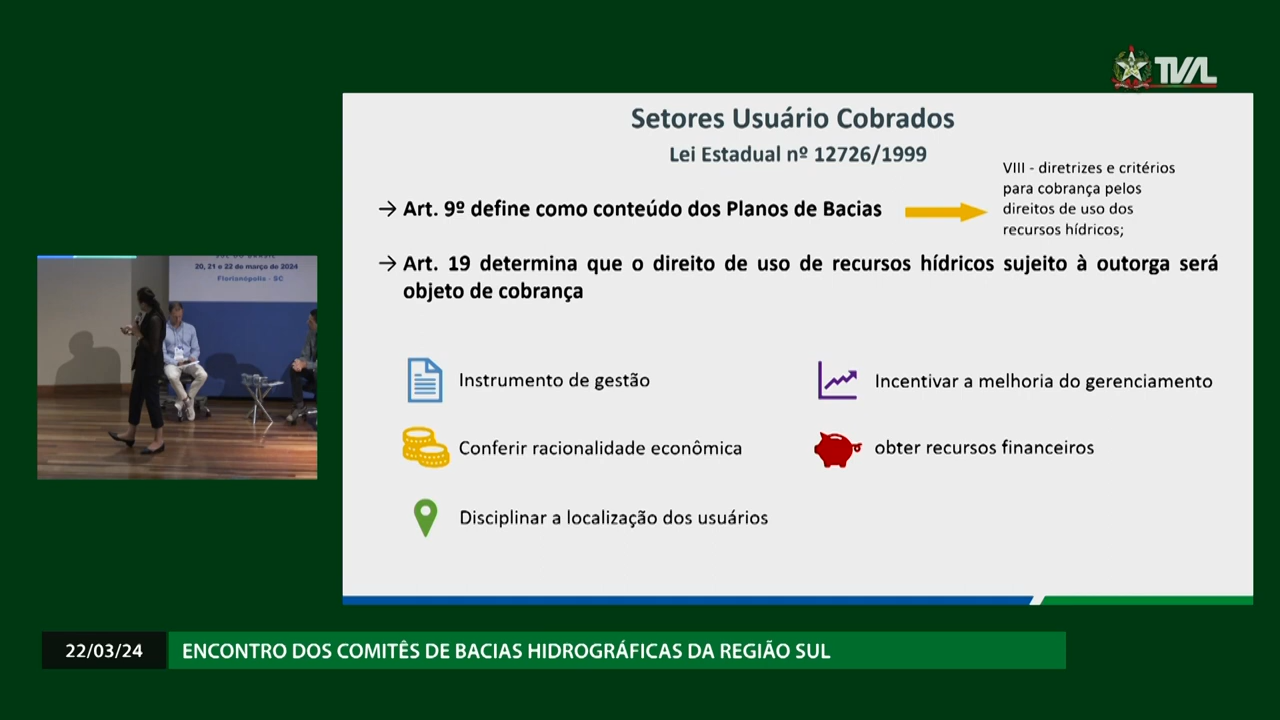 TVAL
Setores Usuário Cobrados
Lei Estadual nº 12726/1999
VIII - diretrizes e critérios
para cobrança pelos
direitos de uso dos
recursos hídricos;
→ Art. 9º define como conteúdo dos Planos de Bacias
→ Art. 19 determina que o direito de uso de recursos hídricos sujeito à outorga será
objeto de cobrança
Instrumento de gestão
Incentivar a melhoria do gerenciamento
Conferir racionalidade econômica
obter recursos financeiros
Disciplinar a localização dos usuários
SUL DO BRASIL
20, 21 e 22 de março de 2024
Florianópolis - SC
22/03/24
ENCONTRO DOS COMITÊS DE BACIAS HIDROGRÁFICAS DA REGIÃO SUL